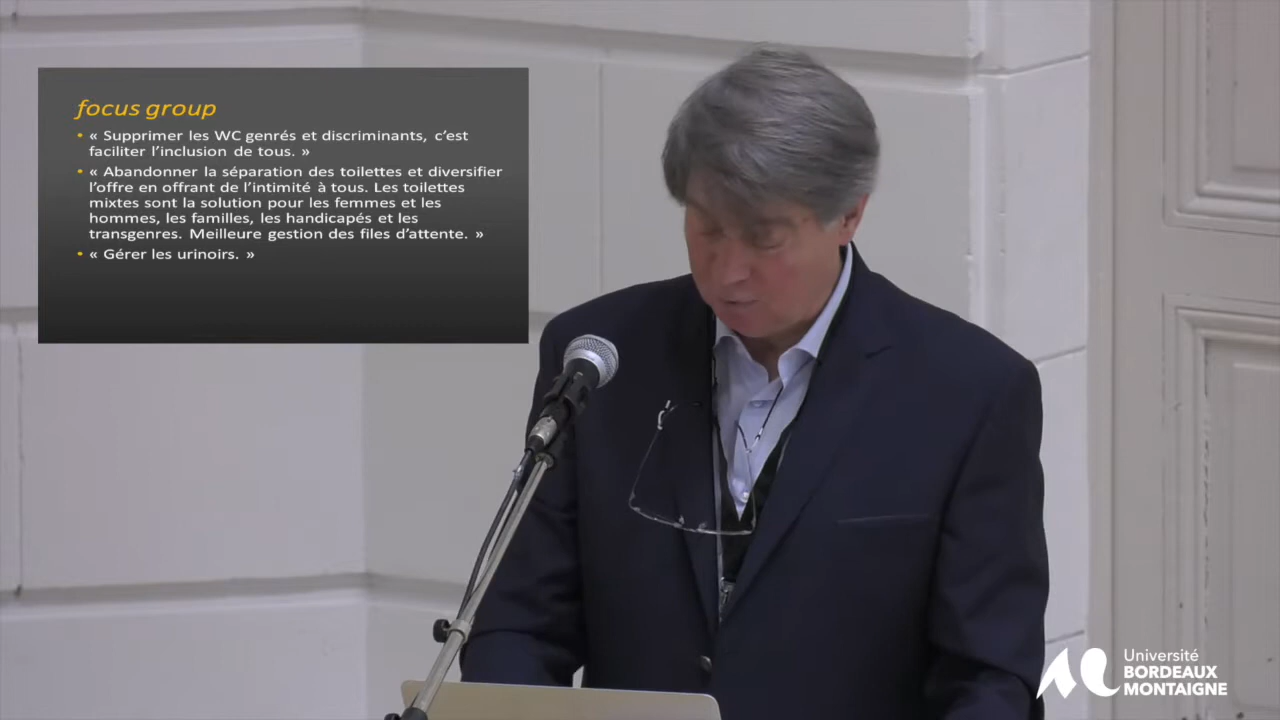 focus group
• « Supprimer les WC genrés et discriminants, c’est
faciliter l’inclusion de tous. »
• « Abandonner la séparation des toilettes et diversifier
l’offre en offrant de l’intimité à tous. Les toilettes
mixtes sont la solution pour les femmes et les
hommes, les familles, les handicapés et les
transgenres. Meilleure gestion des files d’attente. »
• « Gérer les urinoirs. »
Université
BORDEAUX
MONTAIGNE